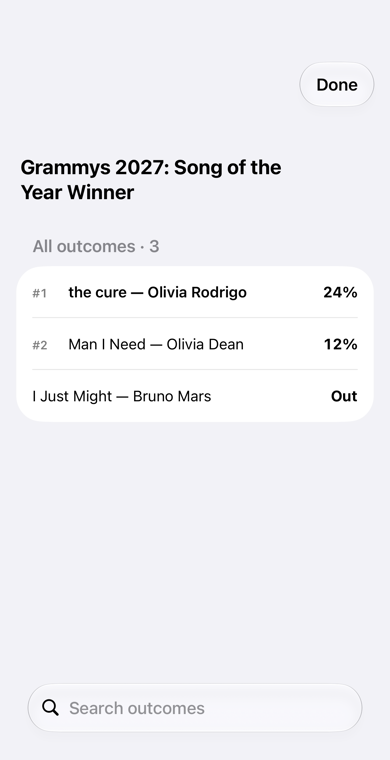 Done
Grammys 2027: Song of the
Year Winner
All outcomes · 3
#1 the cure — Olivia Rodrigo 24%
#2 Man I Need — Olivia Dean 12%
I Just Might — Bruno Mars Out
Search outcomes